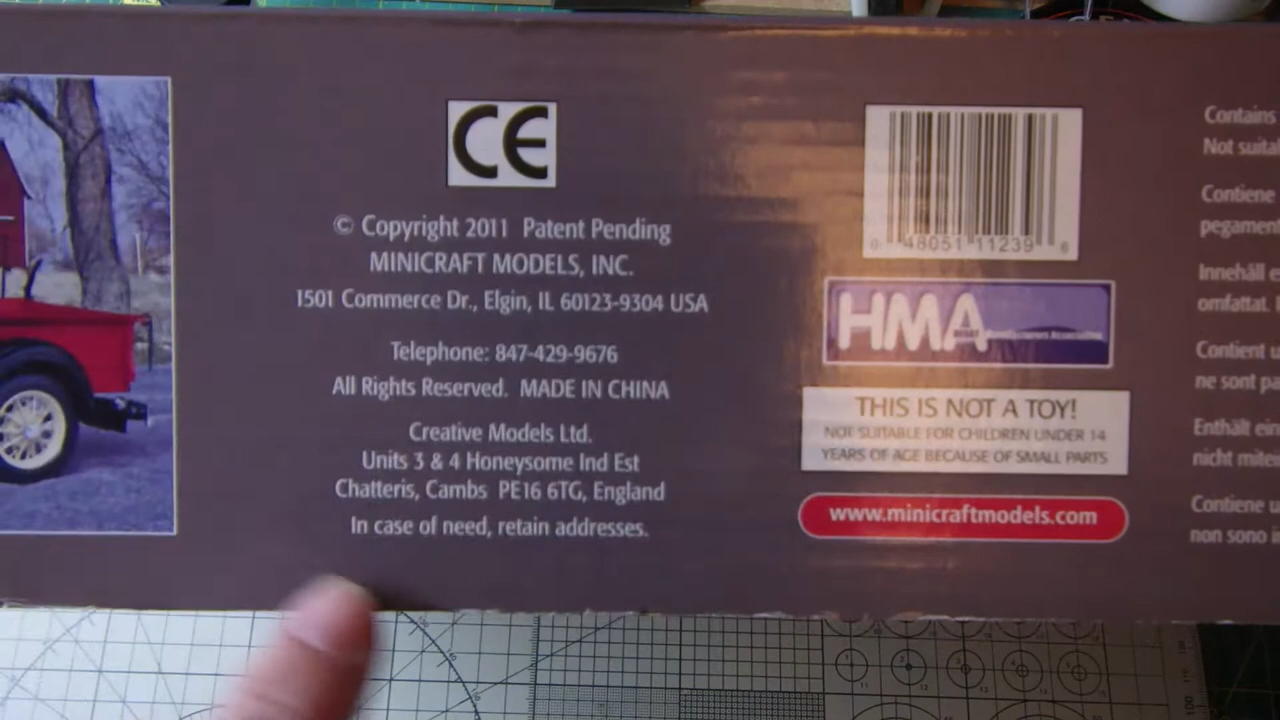 CE
© Copyright 2011 Patent Pending
MINICRAFT MODELS, INC.
1501 Commerce Dr., Elgin, IL 60123-9304 USA
Telephone: 847-429-9676
All Rights Reserved. MADE IN CHINA
Creative Models Ltd.
Units 3 & 4 Honeysome Ind Est
Chatteris, Cambs PE16 6TG, England
In case of need, retain addresses.
0 48051 11239 6
HMA
THIS IS NOT A TOY!
NOT SUITABLE FOR CHILDREN UNDER 14
YEARS OF AGE BECAUSE OF SMALL PARTS
www.minicraftmodels.com
Contains
Not suita
Contiene
pegament
Innehåll e
omfattat.
Contient u
ne sont pa
Enthält ein
nicht mite
Contiene u
non sono i